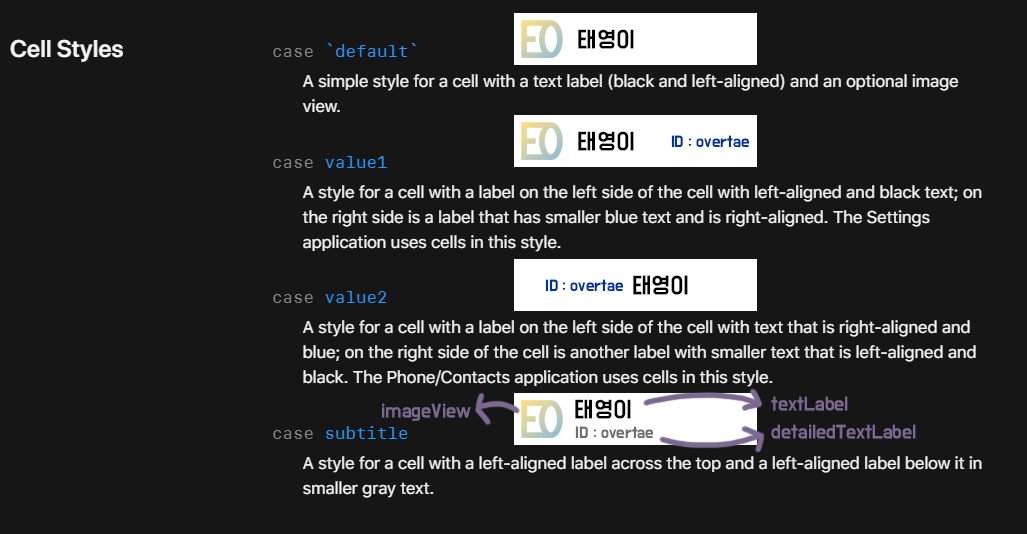 Cell Styles
EO 태영이
case `default`
A simple style for a cell with a text label (black and left-aligned) and an optional image
view.
EO 태영이 ID : overtae
case value1
A style for a cell with a label on the left side of the cell with left-aligned and black text; on
the right side is a label that has smaller blue text and is right-aligned. The Settings
application uses cells in this style.
ID : overtae 태영이
case value2
A style for a cell with a label on the left side of the cell with text that is right-aligned and
blue; on the right side of the cell is another label with smaller text that is left-aligned and
black. The Phone/Contacts application uses cells in this style.
imageView EO 태영이 textLabel
ID : overtae detailedTextLabel
case subtitle
A style for a cell with a left-aligned label across the top and a left-aligned label below it in
smaller gray text.